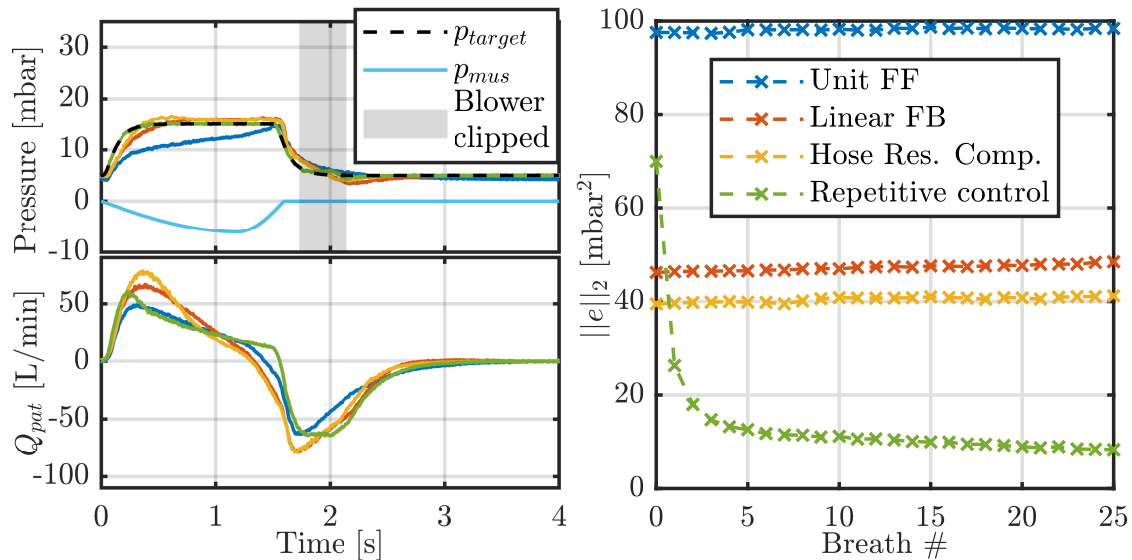 30
20
10
0
-10
Pressure [mbar]
p_target
p_mus
Blower
clipped
50
0
-50
-100
Q_pat [L/min]
0
1
2
3
4
Time [s]
100
80
60
40
20
0
||e||_2 [mbar^2]
Unit FF
Linear FB
Hose Res. Comp.
Repetitive control
0
5
10
15
20
25
Breath #